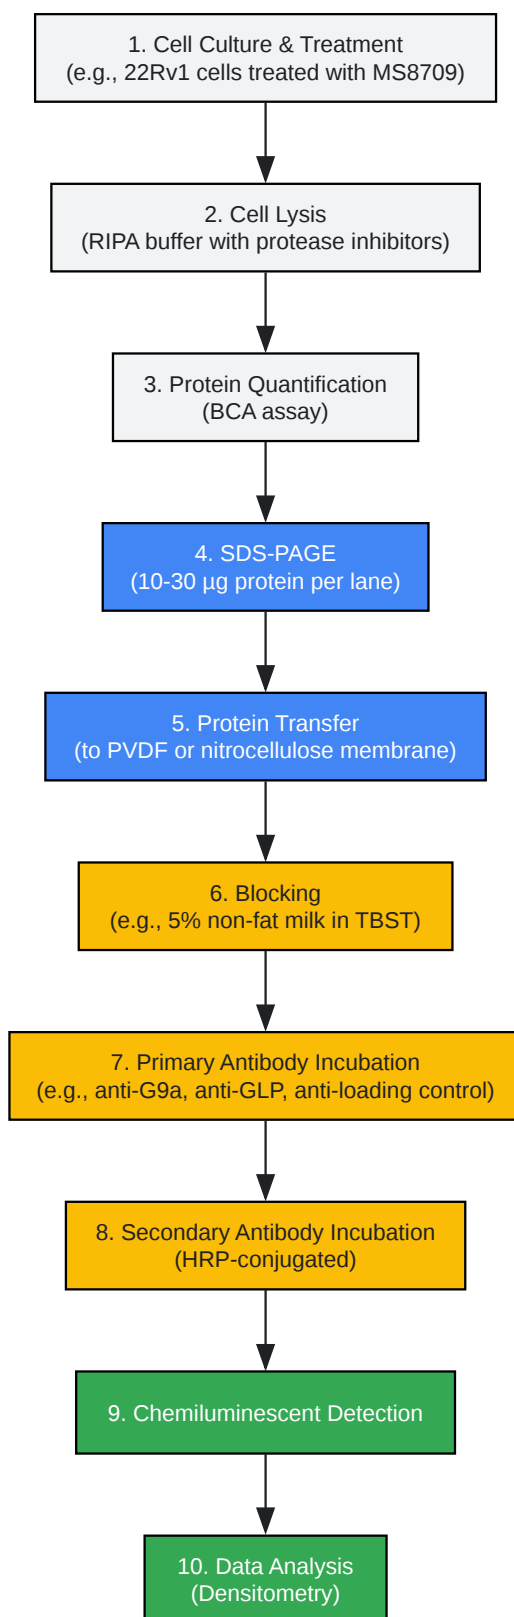 1. Cell Culture & Treatment
(e.g., 22Rv1 cells treated with MS8709)
2. Cell Lysis
(RIPA buffer with protease inhibitors)
3. Protein Quantification
(BCA assay)
4. SDS-PAGE
(10-30 µg protein per lane)
5. Protein Transfer
(to PVDF or nitrocellulose membrane)
6. Blocking
(e.g., 5% non-fat milk in TBST)
7. Primary Antibody Incubation
(e.g., anti-G9a, anti-GLP, anti-loading control)
8. Secondary Antibody Incubation
(HRP-conjugated)
9. Chemiluminescent Detection
10. Data Analysis
(Densitometry)